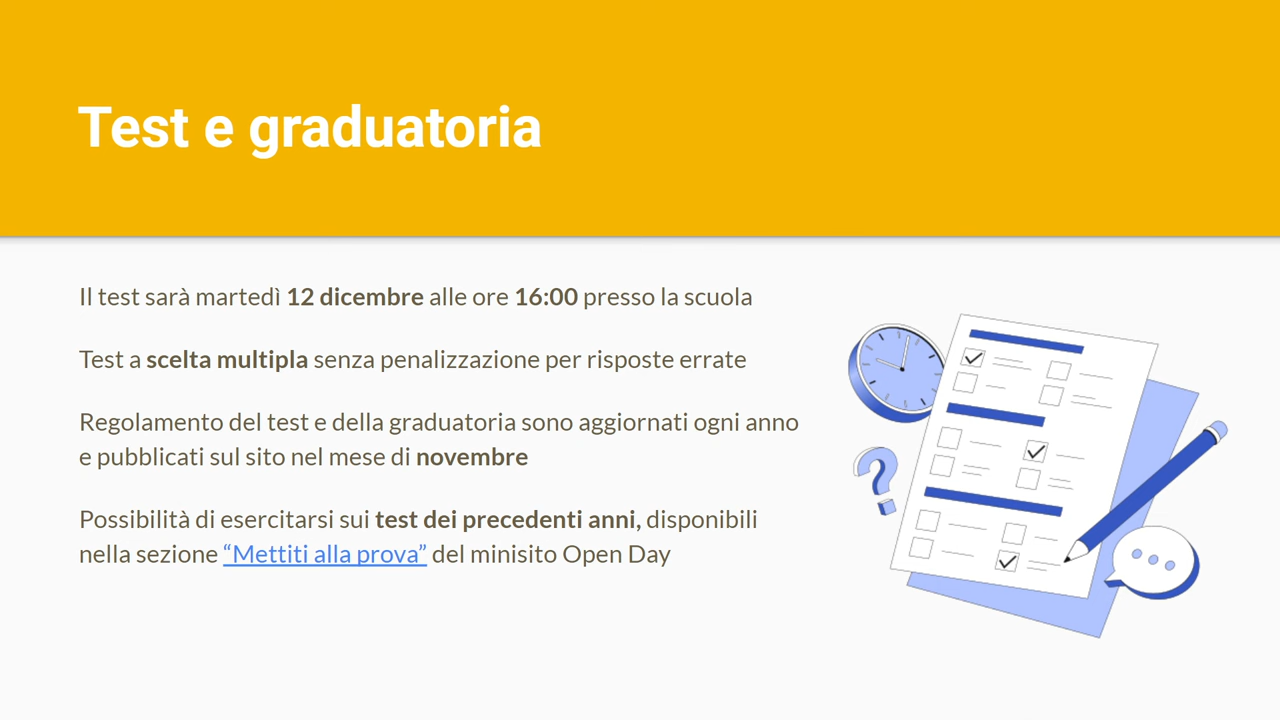 Test e graduatoria
Il test sarà martedì 12 dicembre alle ore 16:00 presso la scuola
Test a scelta multipla senza penalizzazione per risposte errate
Regolamento del test e della graduatoria sono aggiornati ogni anno
e pubblicati sul sito nel mese di novembre
Possibilità di esercitarsi sui test dei precedenti anni, disponibili
nella sezione “Mettiti alla prova” del minisito Open Day